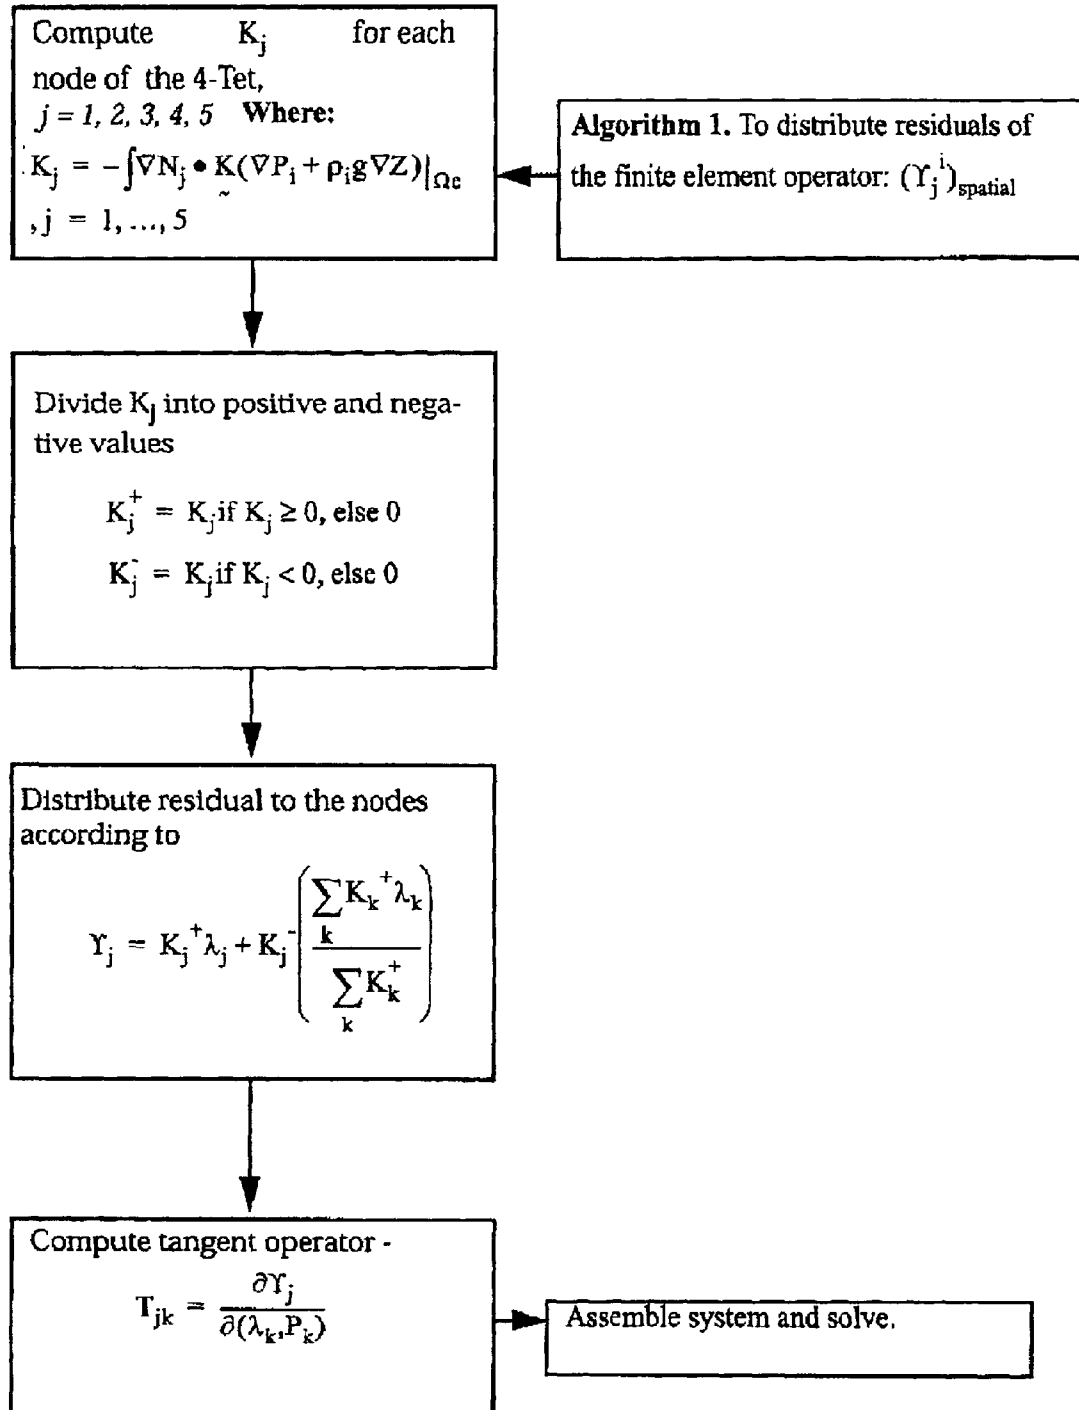 Compute K_j for each
node of the 4-Tet,
j = 1, 2, 3, 4, 5 Where:
K_j = −∫∇N_j • K̰(∇P_i + ρ_i g∇Z)|_Ωe
, j = 1, ..., 5
Algorithm 1. To distribute residuals of
the finite element operator: (ϒ_j^i)_spatial
Divide K_j into positive and nega-
tive values
K_j^+ = K_j if K_j ≥ 0, else 0
K_j^- = K_j if K_j < 0, else 0
Distribute residual to the nodes
according to
ϒ_j = K_j^+ λ_j + K_j^- (∑_k K_k^+ λ_k / ∑_k K_k^+)
Compute tangent operator -
T_jk = ∂ϒ_j / ∂(λ_k, P_k)
Assemble system and solve.